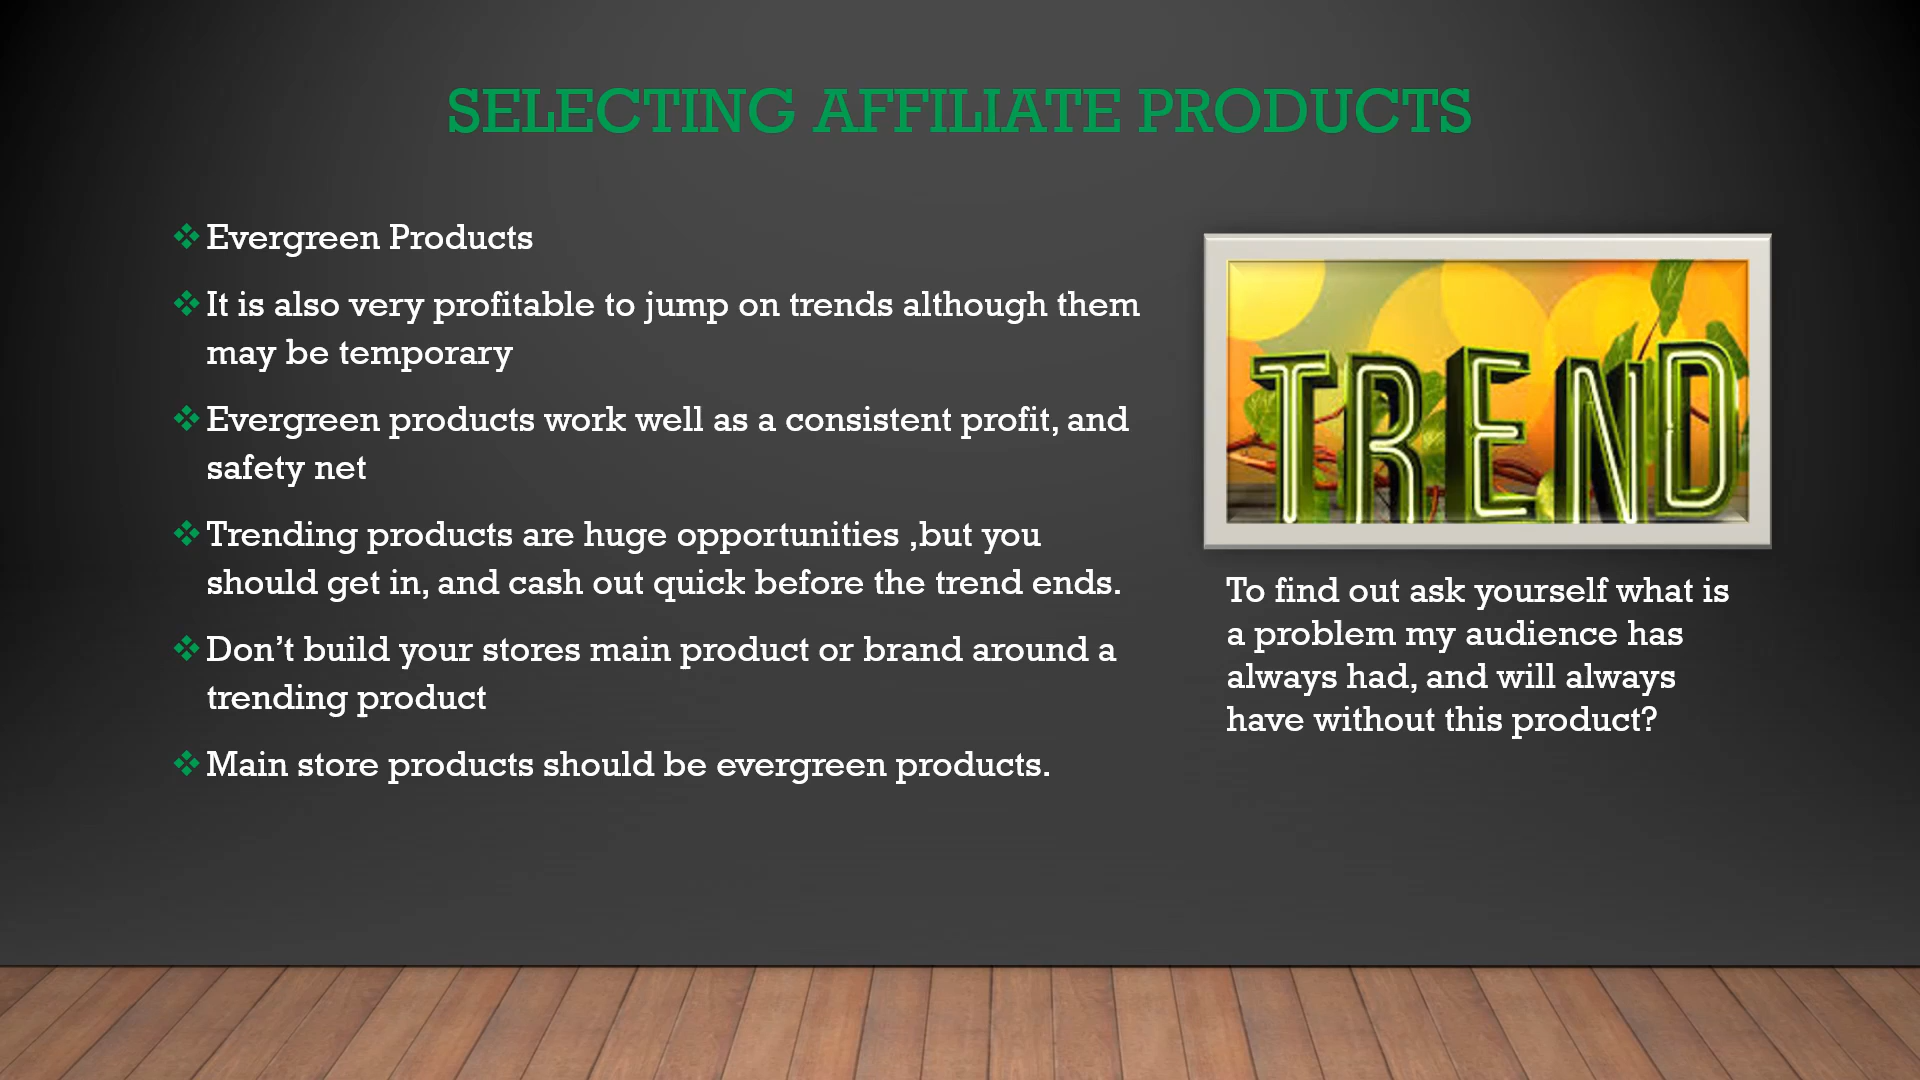 SELECTING AFFILIATE PRODUCTS
Evergreen Products
It is also very profitable to jump on trends although them
may be temporary
Evergreen products work well as a consistent profit, and
safety net
Trending products are huge opportunities ,but you
should get in, and cash out quick before the trend ends.
Don’t build your stores main product or brand around a
trending product
Main store products should be evergreen products.
TREND
To find out ask yourself what is
a problem my audience has
always had, and will always
have without this product?